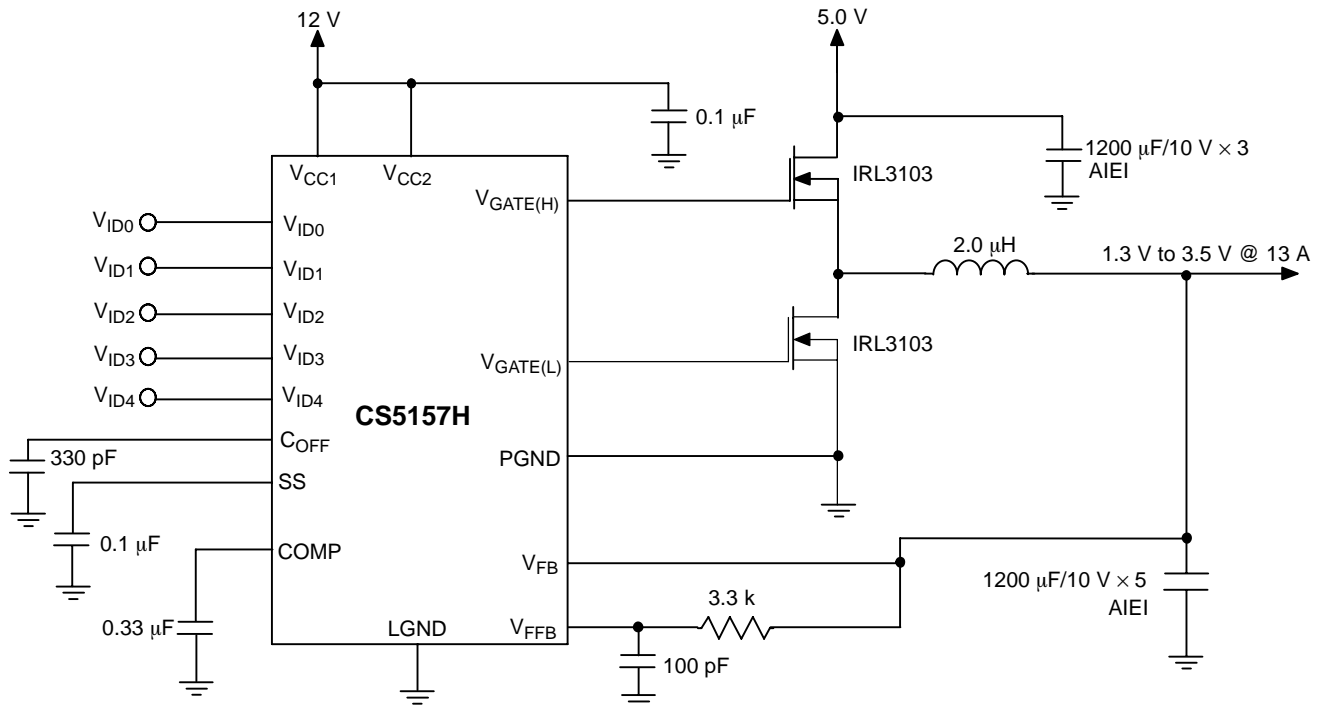 12 V
5.0 V
0.1 μF
1200 μF/10 V × 3
AIEI
VCC1
VCC2
IRL3103
VGATE(H)
VID0
VID0
2.0 μH
1.3 V to 3.5 V @ 13 A
VID1
VID1
VID2
VID2
IRL3103
VID3
VID3
VGATE(L)
VID4
VID4
CS5157H
COFF
330 pF
PGND
SS
0.1 μF
COMP
VFB
1200 μF/10 V × 5
AIEI
3.3 k
0.33 μF
LGND
VFFB
100 pF